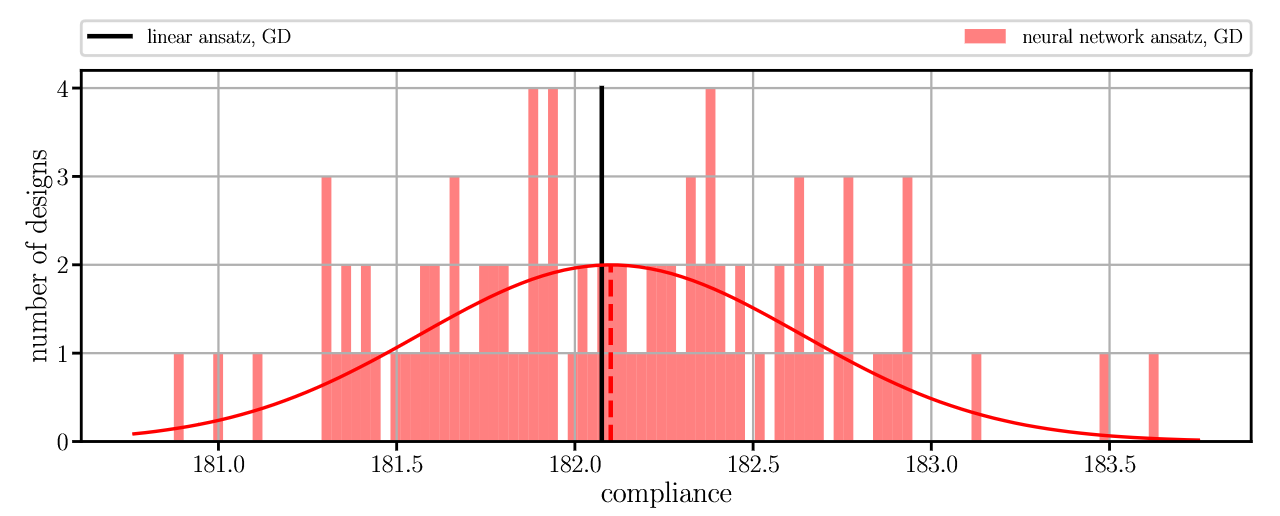 linear ansatz, GD
neural network ansatz, GD
number of designs
4
3
2
1
0
181.0 181.5 182.0 182.5 183.0 183.5
compliance